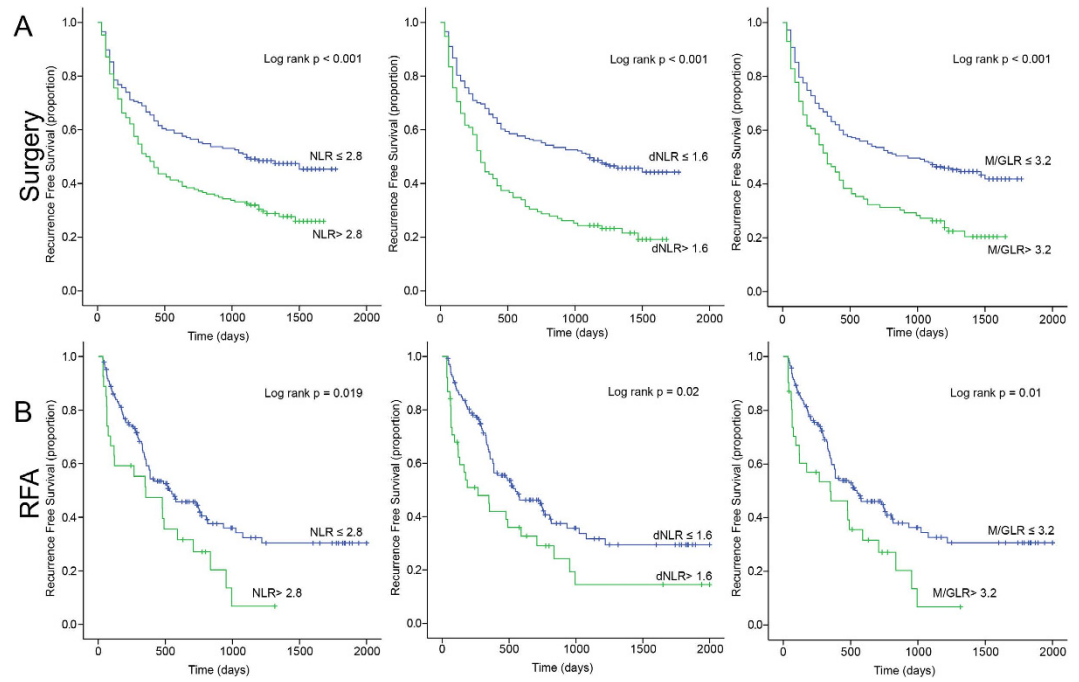 A
Surgery
Recurrence Free Survival (proportion)
1.0
0.8
0.6
0.4
0.2
0.0
Log rank p < 0.001
NLR ≤ 2.8
NLR> 2.8
0 500 1000 1500 2000
Time (days)
Recurrence Free Survival (proportion)
1.0
0.8
0.6
0.4
0.2
0.0
Log rank p < 0.001
dNLR ≤ 1.6
dNLR> 1.6
0 500 1000 1500 2000
Time (days)
Recurrence Free Survival (proportion)
1.0
0.8
0.6
0.4
0.2
0.0
Log rank p < 0.001
M/GLR ≤ 3.2
M/GLR> 3.2
0 500 1000 1500 2000
Time (days)
B
RFA
Recurrence Free Survival (proportion)
1.0
0.8
0.6
0.4
0.2
0.0
Log rank p = 0.019
NLR ≤ 2.8
NLR> 2.8
0 500 1000 1500 2000
Time (days)
Recurrence Free Survival (proportion)
1.0
0.8
0.6
0.4
0.2
0.0
Log rank p = 0.02
dNLR ≤ 1.6
dNLR> 1.6
0 500 1000 1500 2000
Time (days)
Recurrence Free Survival (proportion)
1.0
0.8
0.6
0.4
0.2
0.0
Log rank p = 0.01
M/GLR ≤ 3.2
M/GLR> 3.2
0 500 1000 1500 2000
Time (days)